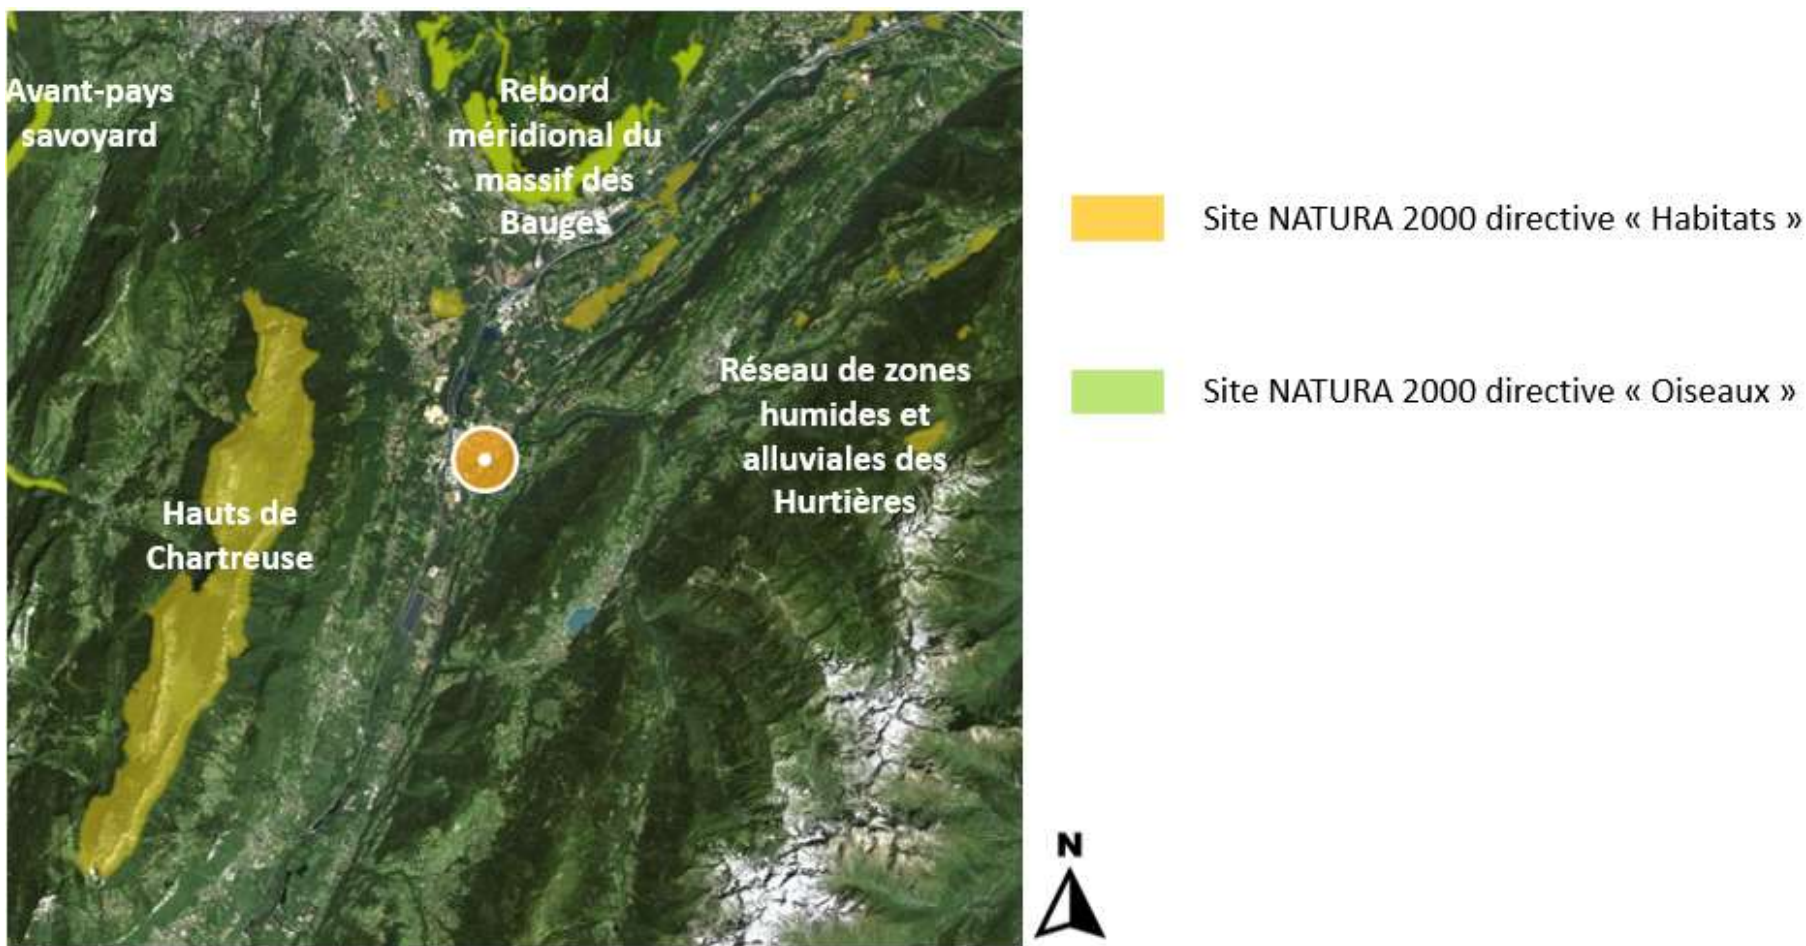 Avant-pays
savoyard
Rebord
méridional du
massif des
Bauges
Hauts de
Chartreuse
Réseau de zones
humides et
alluviales des
Hurtières
Site NATURA 2000 directive « Habitats »
Site NATURA 2000 directive « Oiseaux »
N